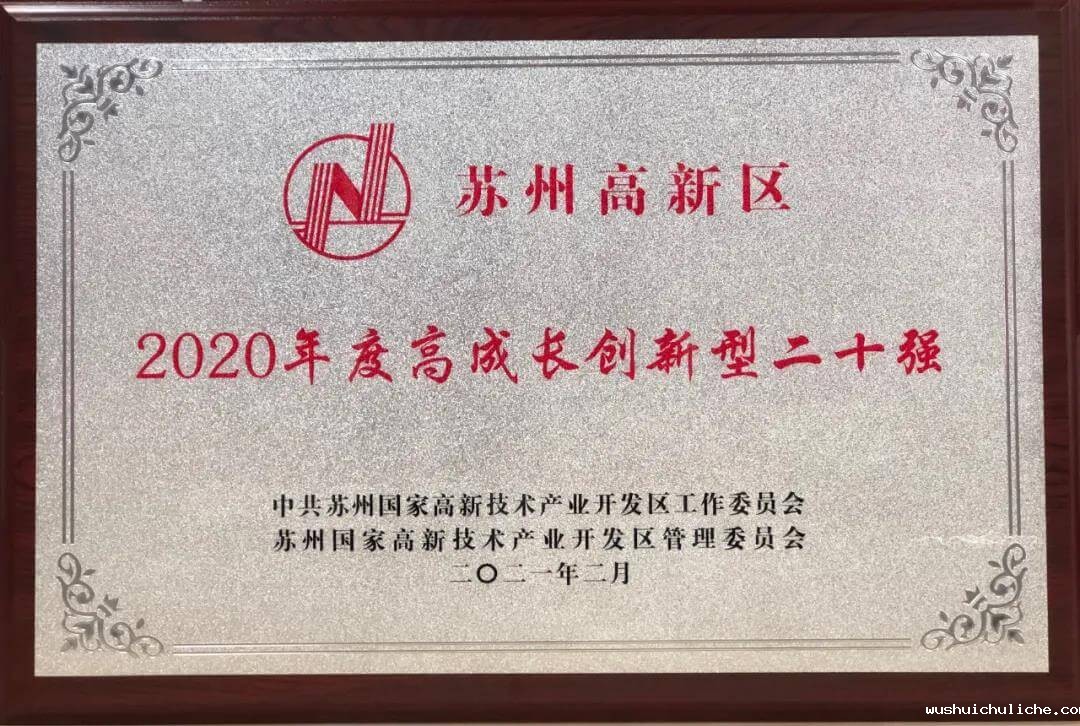 苏州高新区
2020年度高成长创新型二十强
中共苏州国家高新技术产业开发区工作委员会
苏州国家高新技术产业开发区管理委员会
二〇二一年二月
wushuichuliche.com